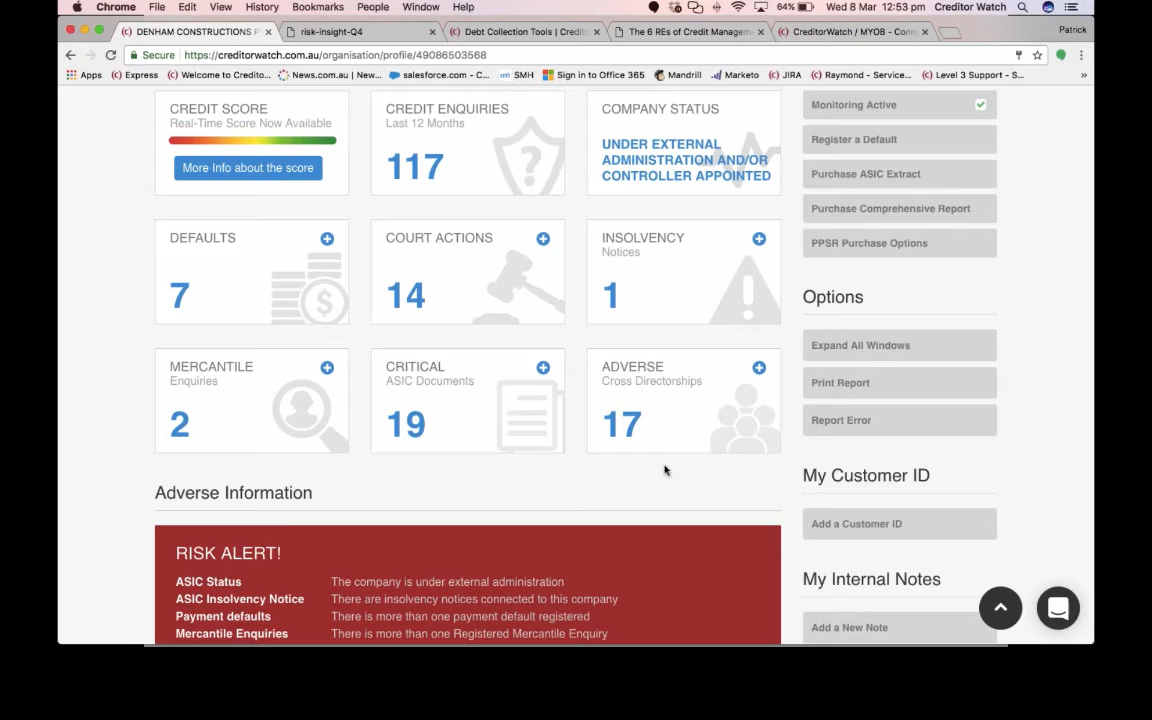 Chrome File Edit View History Bookmarks People Window Help 64% Wed 8 Mar 12:53 pm Creditor Watch
DENHAM CONSTRUCTIONS P risk-insight-Q4 Debt Collection Tools | Creditor The 6 REs of Credit Managem CreditorWatch / MYOB - Conn Patrick
Secure https://creditorwatch.com.au/organisation/profile/49086503568
Apps Express Welcome to Credito... News.com.au | New... salesforce.com - C... SMH Sign in to Office 365 Mandrill Marketo JIRA Raymond - Service... Level 3 Support - S... »
CREDIT SCORE
Real-Time Score Now Available
More Info about the score
CREDIT ENQUIRIES
Last 12 Months
117
COMPANY STATUS
UNDER EXTERNAL
ADMINISTRATION AND/OR
CONTROLLER APPOINTED
DEFAULTS
7
COURT ACTIONS
14
INSOLVENCY
Notices
1
MERCANTILE
Enquiries
2
CRITICAL
ASIC Documents
19
ADVERSE
Cross Directorships
17
Adverse Information
RISK ALERT!
ASIC Status The company is under external administration
ASIC Insolvency Notice There are insolvency notices connected to this company
Payment defaults There is more than one payment default registered
Mercantile Enquiries There is more than one Registered Mercantile Enquiry
Monitoring Active
Register a Default
Purchase ASIC Extract
Purchase Comprehensive Report
PPSR Purchase Options
Options
Expand All Windows
Print Report
Report Error
My Customer ID
Add a Customer ID
My Internal Notes
Add a New Note